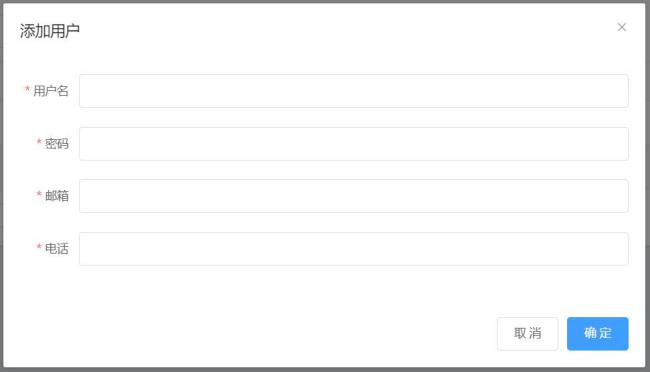 添加用户
* 用户名
* 密码
* 邮箱
* 电话
取消 确定